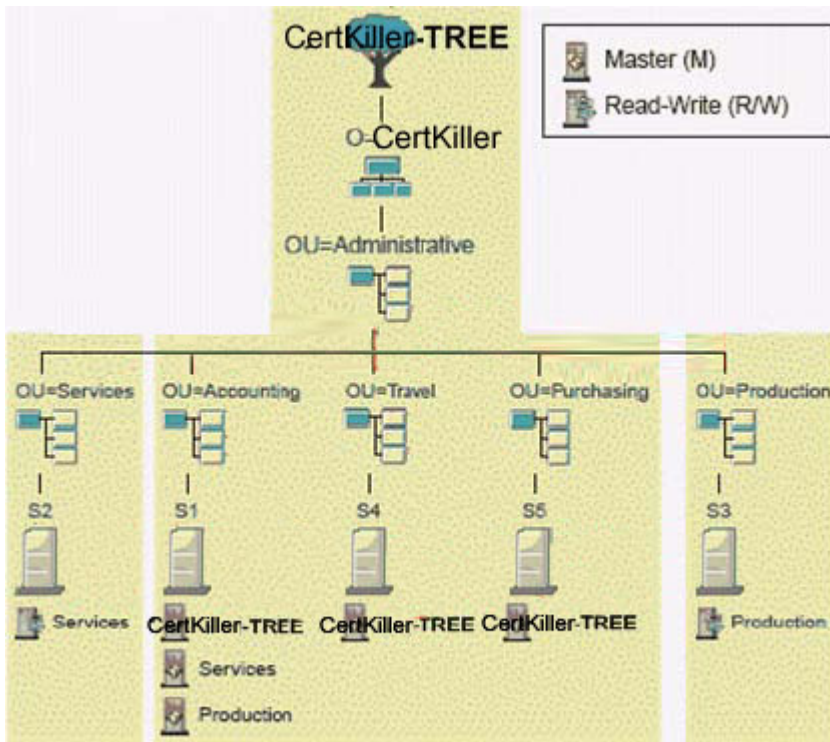 CertKiller-TREE
Master (M)
Read-Write (R/W)
O-CertKiller
OU=Administrative
OU=Services OU=Accounting OU=Travel OU=Purchasing OU=Production
S2 S1 S4 S5 S3
Services CertKiller-TREE CertKiller-TREE CertKiller-TREE Production
Services
Production